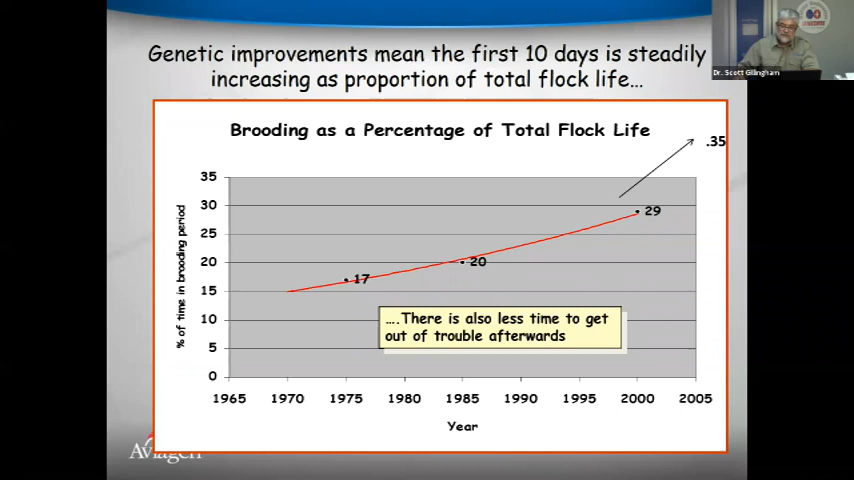 Genetic improvements mean the first 10 days is steadily
increasing as proportion of total flock life...
Dr. Scott Gillingham
Brooding as a Percentage of Total Flock Life
.35
35
30
25
20
15
10
5
0
% of time in brooding period
17
20
29
....There is also less time to get
out of trouble afterwards
1965 1970 1975 1980 1985 1990 1995 2000 2005
Year
Aviagen